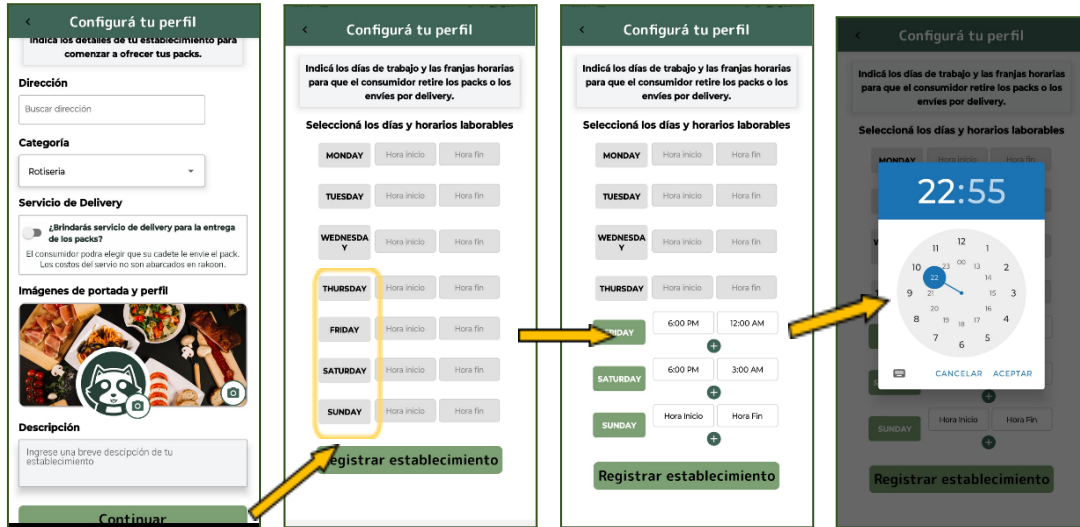 Configurá tu perfil
Indicá los detalles de tu establecimiento para
comenzar a ofrecer tus packs.
Dirección
Buscar dirección
Categoría
Rotiseria
Servicio de Delivery
¿Brindarás servicio de delivery para la entrega
de los packs?
El consumidor podra elegir que su cadete le envie el pack.
Los costos del servio no son abarcados en rakoon.
Imágenes de portada y perfil
Descripción
Ingrese una breve descipción de tu
establecimiento
Continuar
Configurá tu perfil
Indicá los días de trabajo y las franjas horarias
para que el consumidor retire los packs o los
envíes por delivery.
Seleccioná los días y horarios laborables
MONDAY Hora inicio Hora fin
TUESDAY Hora inicio Hora fin
WEDNESDA
Y Hora inicio Hora fin
THURSDAY Hora inicio Hora fin
FRIDAY Hora inicio Hora fin
SATURDAY Hora inicio Hora fin
SUNDAY Hora inicio Hora fin
Registrar establecimiento
Configurá tu perfil
Indicá los días de trabajo y las franjas horarias
para que el consumidor retire los packs o los
envíes por delivery.
Seleccioná los días y horarios laborables
MONDAY Hora inicio Hora fin
TUESDAY Hora inicio Hora fin
WEDNESDA
Y Hora inicio Hora fin
THURSDAY Hora inicio Hora fin
FRIDAY 6:00 PM 12:00 AM
SATURDAY 6:00 PM 3:00 AM
SUNDAY Hora Inicio Hora Fin
Registrar establecimiento
Configurá tu perfil
Indicá los días de trabajo y las franjas horarias
para que el consumidor retire los packs o los
envíes por delivery.
Seleccioná los días y horarios laborables
MONDAY Hora inicio Hora fin
22:55
12
11 1
00
23 13
10 2
22 14
9 21 15 3
20 16
8 19 17 4
18
7 5
6
CANCELAR ACEPTAR
SUNDAY Hora Inicio Hora Fin
Registrar establecimiento